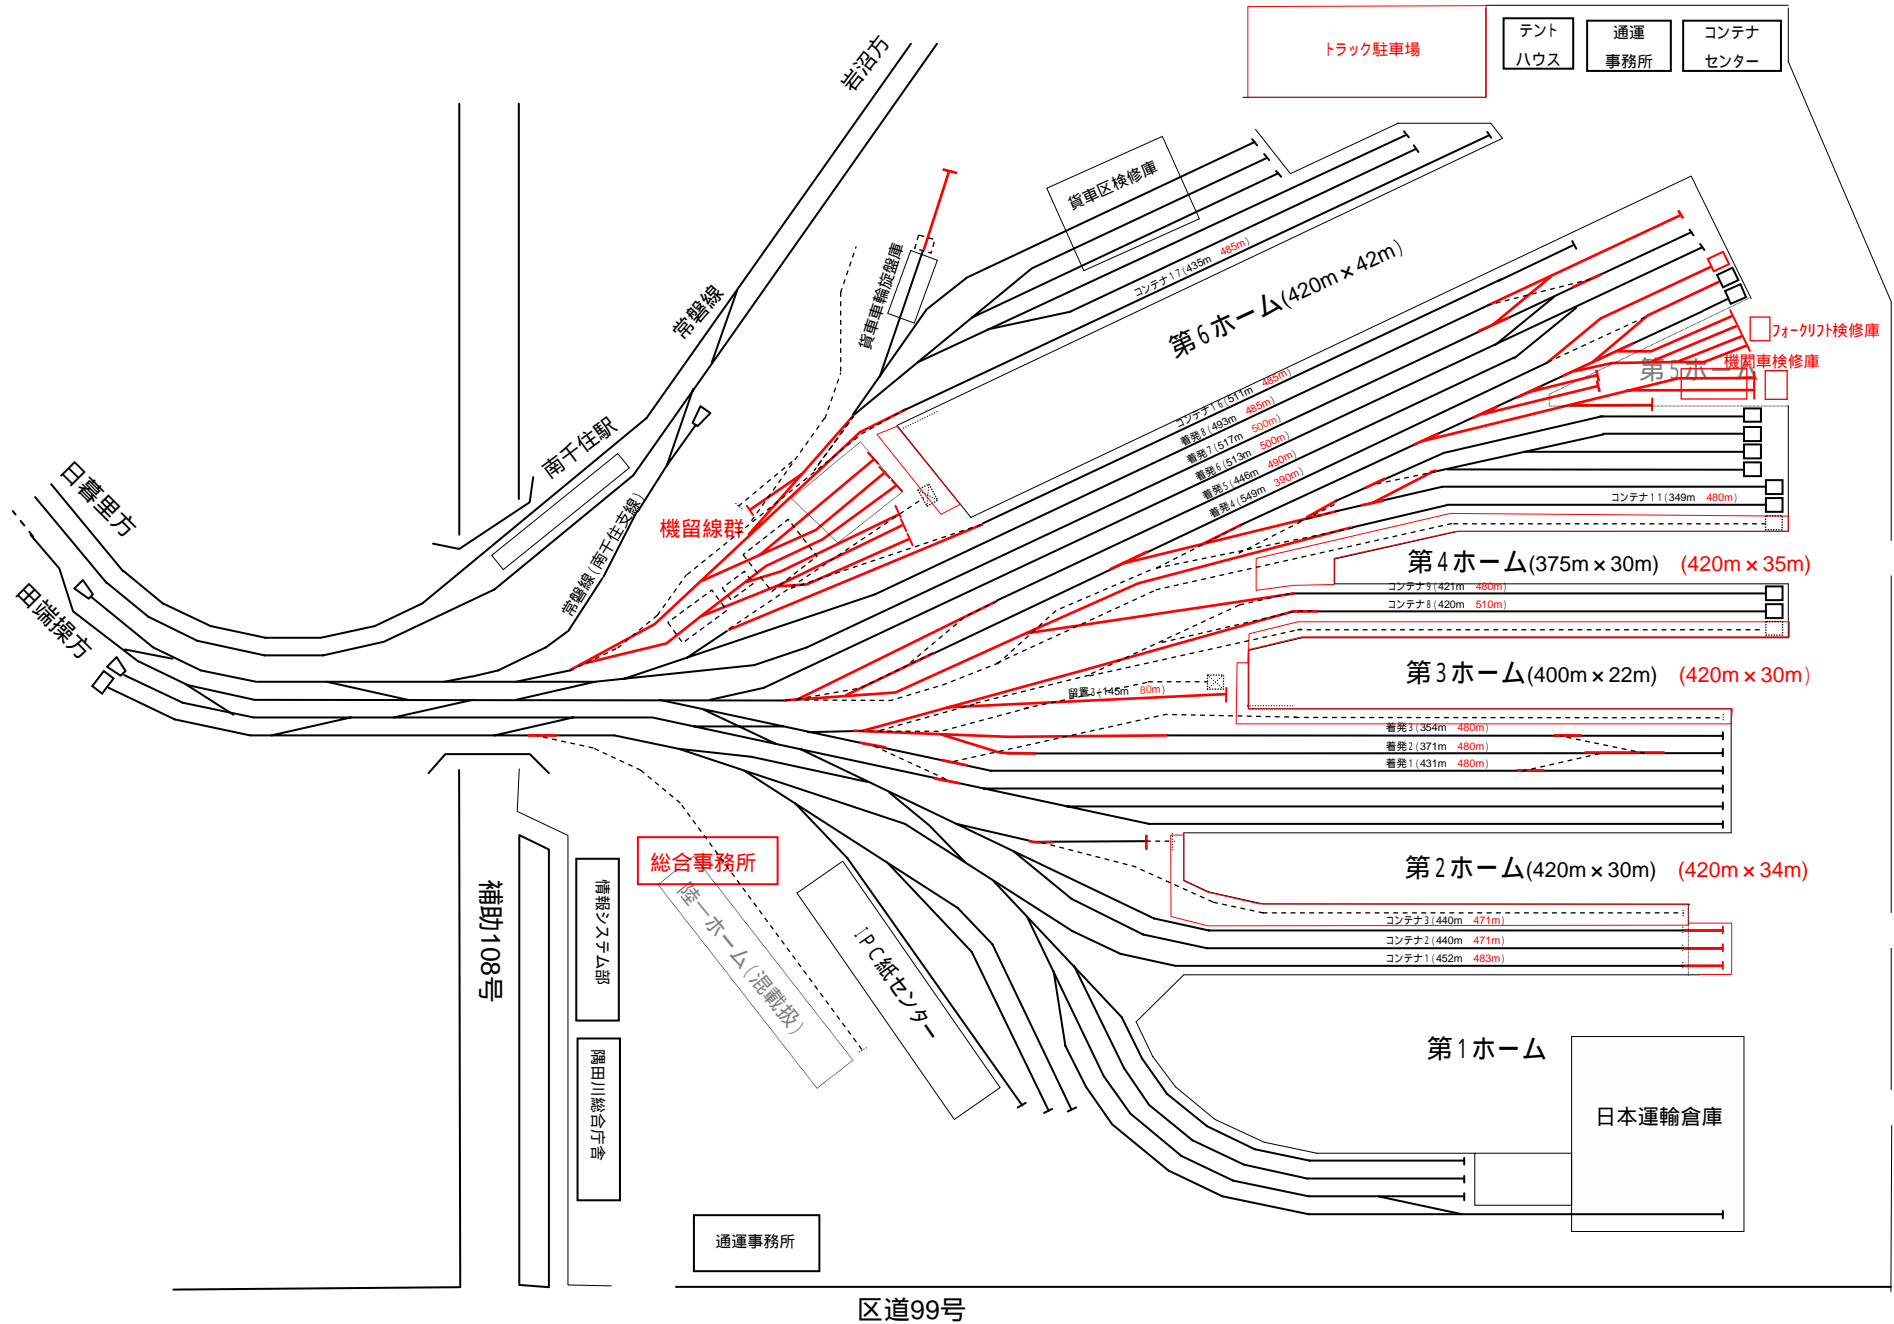 トラック駐車場
テント
ハウス
通運
事務所
コンテナ
センター
岩沼方
貨車区検修庫
常磐線
貨車車輪旋盤庫
コンテナ17(435m 485m)
第6ホーム(420m×42m)
フォークリフト検修庫
機関車検修庫
第5ホーム
コンテナ16(511m 485m)
着発8(493m 485m)
着発7(517m 500m)
着発6(513m 500m)
着発5(446m 490m)
着発4(549m 390m)
南千住駅
日暮里方
機留線群
常磐線(南千住支線)
コンテナ11(349m 480m)
第4ホーム(375m×30m) (420m×35m)
コンテナ9(421m 480m)
コンテナ8(420m 510m)
田端操方
第3ホーム(400m×22m) (420m×30m)
留置3(145m 80m)
着発3(354m 480m)
着発2(371m 480m)
着発1(431m 480m)
総合事務所
第2ホーム(420m×30m) (420m×34m)
陸一ホーム(混載扱)
IPC紙センター
補助108号
情報システム部
コンテナ3(440m 471m)
コンテナ2(440m 471m)
コンテナ1(452m 483m)
第1ホーム
隅田川総合庁舎
日本運輸倉庫
通運事務所
区道99号